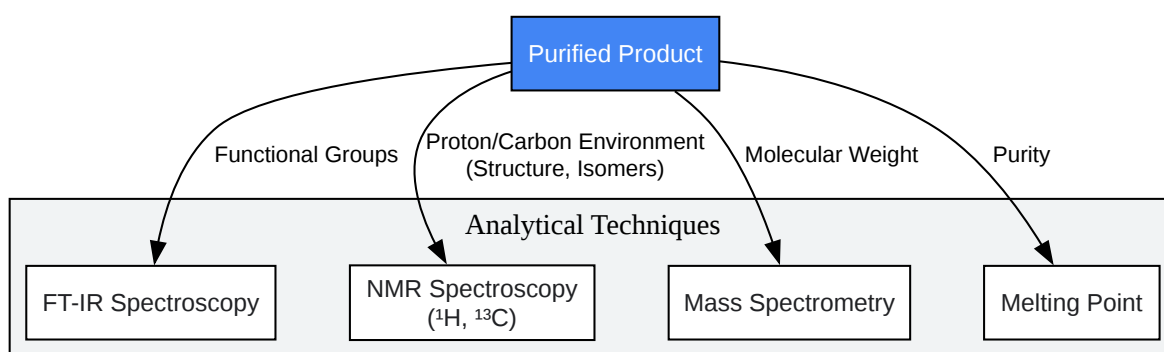 Purified Product
Functional Groups
Proton/Carbon Environment
(Structure, Isomers)
Molecular Weight
Purity
Analytical Techniques
FT-IR Spectroscopy
NMR Spectroscopy
(¹H, ¹³C)
Mass Spectrometry
Melting Point